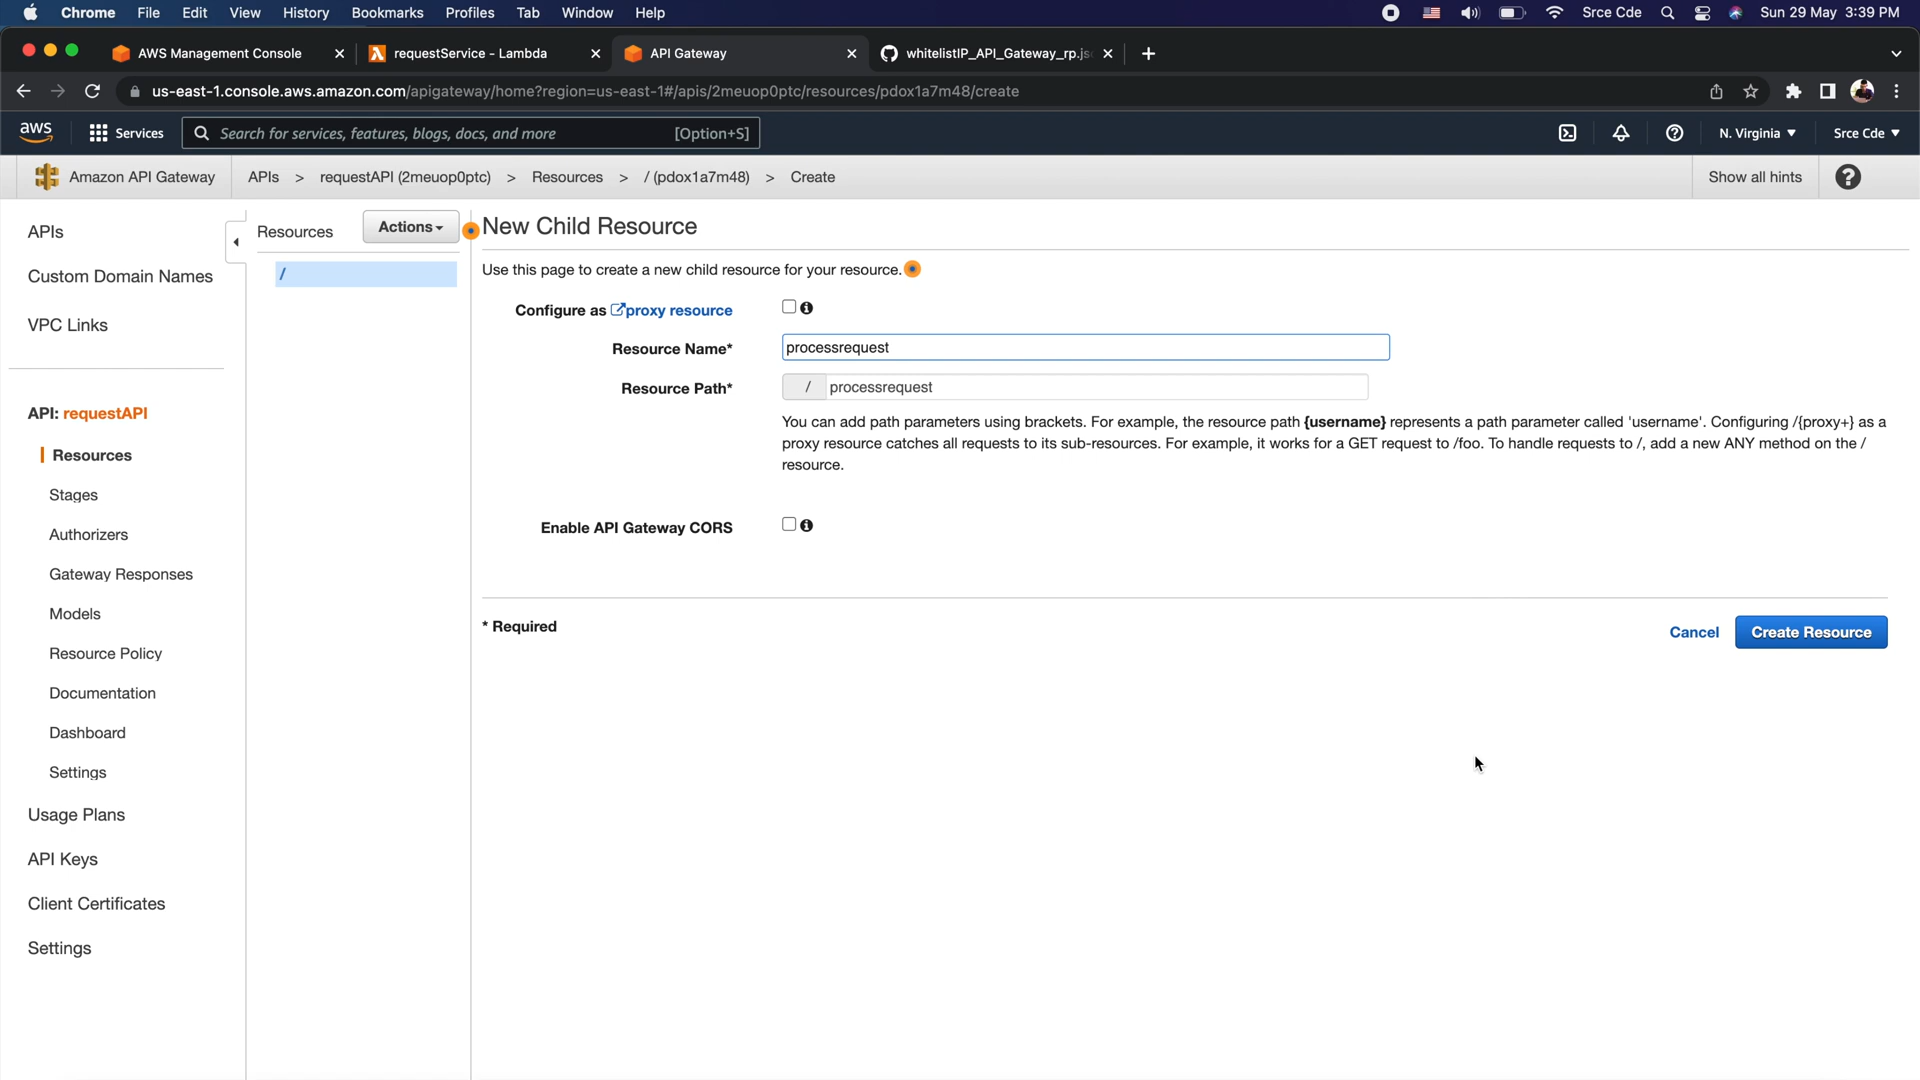 Chrome File Edit View History Bookmarks Profiles Tab Window Help Srce Cde Sun 29 May 3:39 PM
AWS Management Console requestService - Lambda API Gateway whitelistIP_API_Gateway_rp.js
us-east-1.console.aws.amazon.com/apigateway/home?region=us-east-1#/apis/2meuop0ptc/resources/pdox1a7m48/create
aws Services Search for services, features, blogs, docs, and more [Option+S] N. Virginia Srce Cde
Amazon API Gateway APIs > requestAPI (2meuop0ptc) > Resources > / (pdox1a7m48) > Create Show all hints
APIs
Custom Domain Names
VPC Links
API: requestAPI
Resources
Stages
Authorizers
Gateway Responses
Models
Resource Policy
Documentation
Dashboard
Settings
Usage Plans
API Keys
Client Certificates
Settings
Resources Actions
/
New Child Resource
Use this page to create a new child resource for your resource.
Configure as proxy resource
Resource Name* processrequest
Resource Path* / processrequest
You can add path parameters using brackets. For example, the resource path {username} represents a path parameter called 'username'. Configuring /{proxy+} as a
proxy resource catches all requests to its sub-resources. For example, it works for a GET request to /foo. To handle requests to /, add a new ANY method on the /
resource.
Enable API Gateway CORS
* Required
Cancel Create Resource